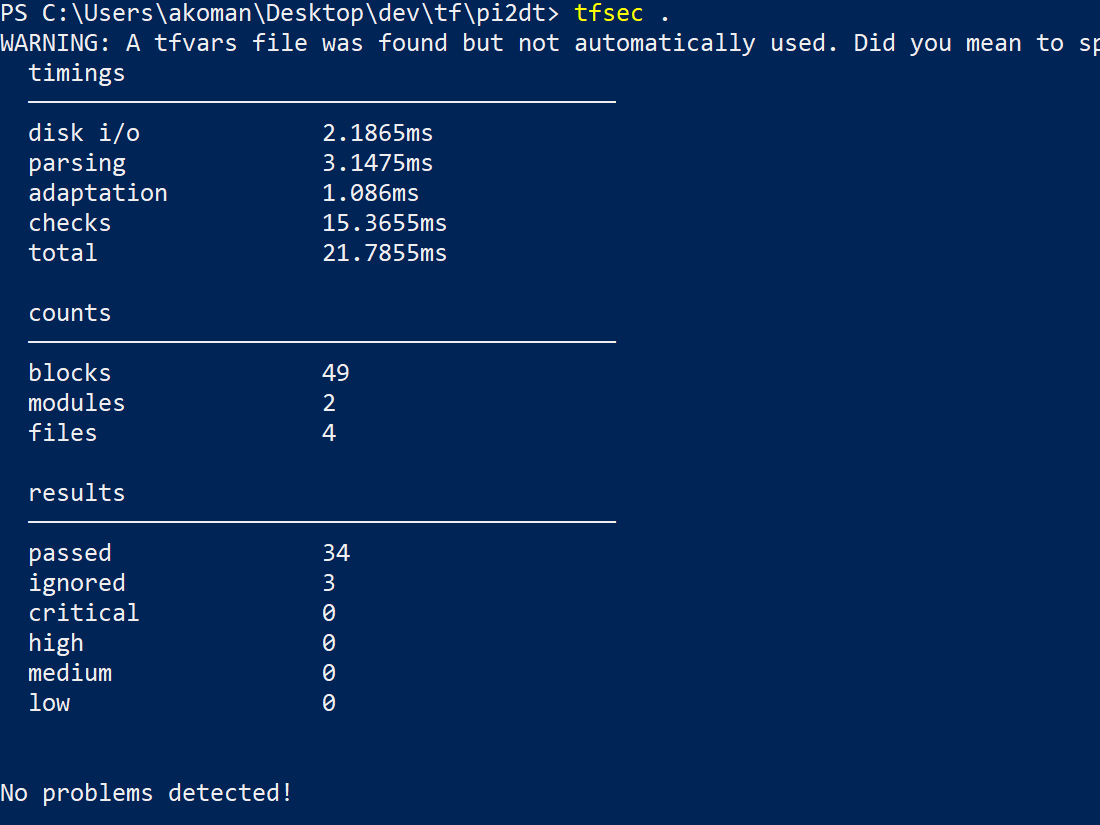 PS C:\Users\akoman\Desktop\dev\tf\pi2dt> tfsec .
WARNING: A tfvars file was found but not automatically used. Did you mean to sp
timings
disk i/o 2.1865ms
parsing 3.1475ms
adaptation 1.086ms
checks 15.3655ms
total 21.7855ms
counts
blocks 49
modules 2
files 4
results
passed 34
ignored 3
critical 0
high 0
medium 0
low 0
No problems detected!